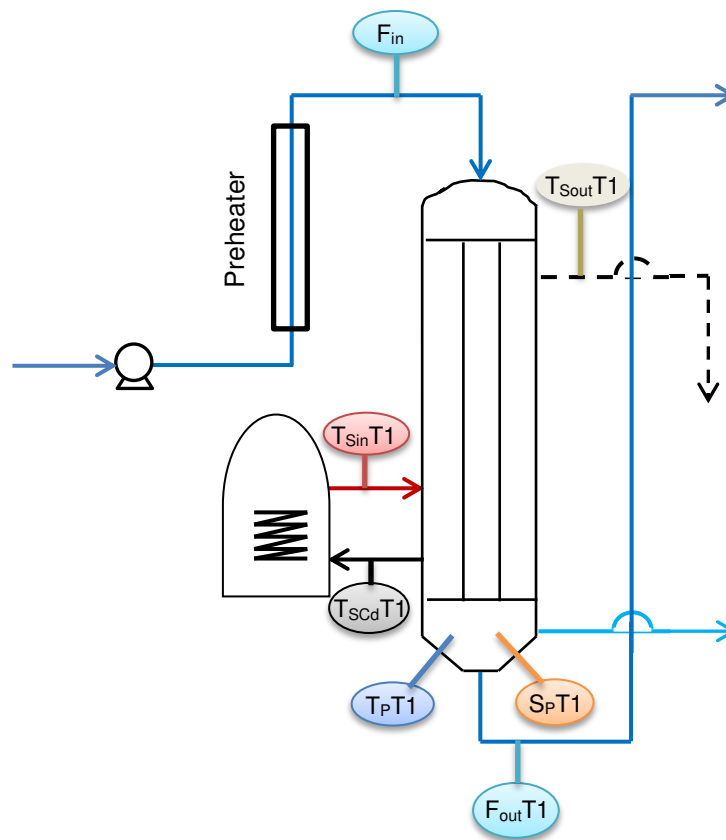 Fin
TSoutT1
Preheater
TSinT1
TSCdT1
TPT1
SPT1
FoutT1